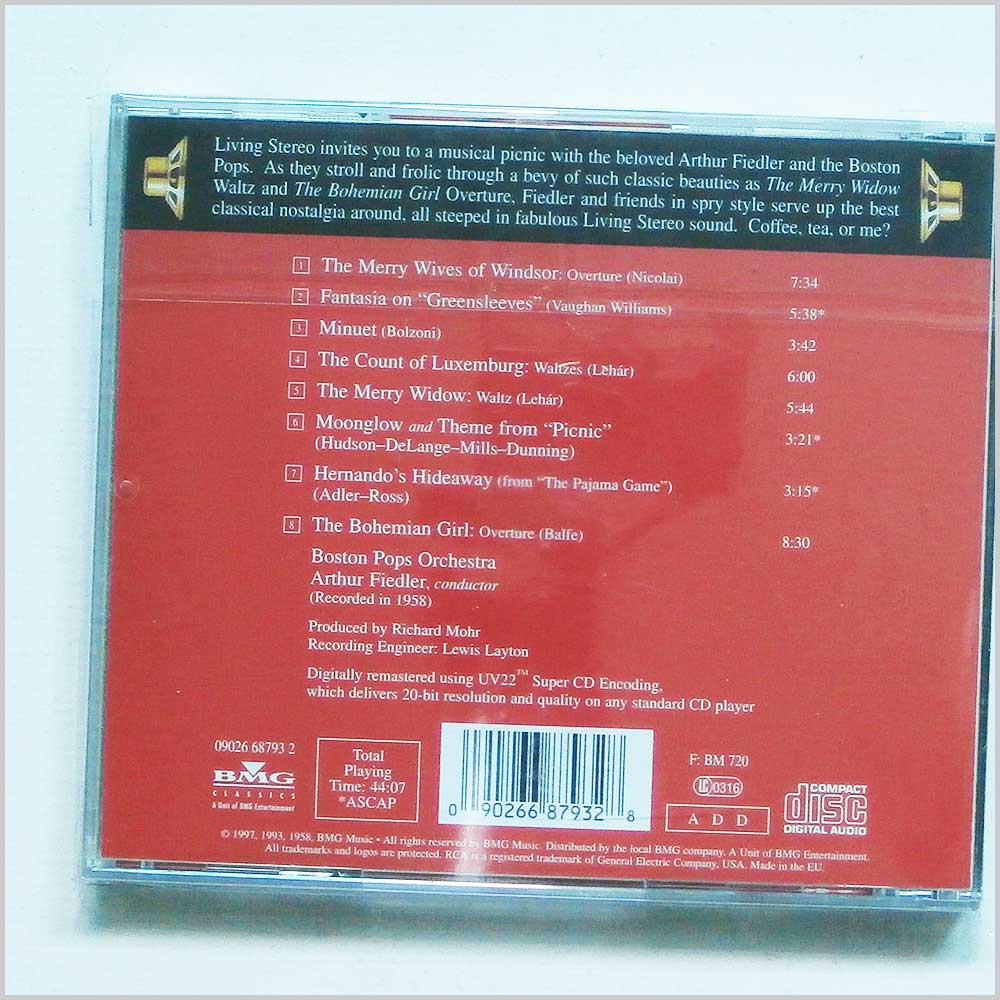 Living Stereo invites you to a musical picnic with the beloved Arthur Fiedler and the Boston
Pops. As they stroll and frolic through a bevy of such classic beauties as The Merry Widow
Waltz and The Bohemian Girl Overture, Fiedler and friends in spry style serve up the best
classical nostalgia around, all steeped in fabulous Living Stereo sound. Coffee, tea, or me?
1 The Merry Wives of Windsor: Overture (Nicolai) 7:34
2 Fantasia on “Greensleeves” (Vaughan Williams) 5:38*
3 Minuet (Bolzoni) 3:42
4 The Count of Luxemburg: Waltzes (Lehár) 6:00
5 The Merry Widow: Waltz (Lehár) 5:44
6 Moonglow and Theme from “Picnic” 3:21*
(Hudson–DeLange–Mills–Dunning)
7 Hernando’s Hideaway (from “The Pajama Game”) 3:15*
(Adler–Ross)
8 The Bohemian Girl: Overture (Balfe) 8:30
Boston Pops Orchestra
Arthur Fiedler, conductor
(Recorded in 1958)
Produced by Richard Mohr
Recording Engineer: Lewis Layton
Digitally remastered using UV22™ Super CD Encoding,
which delivers 20-bit resolution and quality on any standard CD player
09026 68793 2
BMG
CLASSICS
A Unit of BMG Entertainment
Total
Playing
Time: 44:07
*ASCAP
0 90266 87932 8
F: BM 720
LC 0316
A D D
COMPACT
disc
DIGITAL AUDIO
© 1997, 1993, 1958, BMG Music • All rights reserved by BMG Music. Distributed by the local BMG company. A Unit of BMG Entertainment.
All trademarks and logos are protected. RCA is a registered trademark of General Electric Company, USA. Made in the EU.